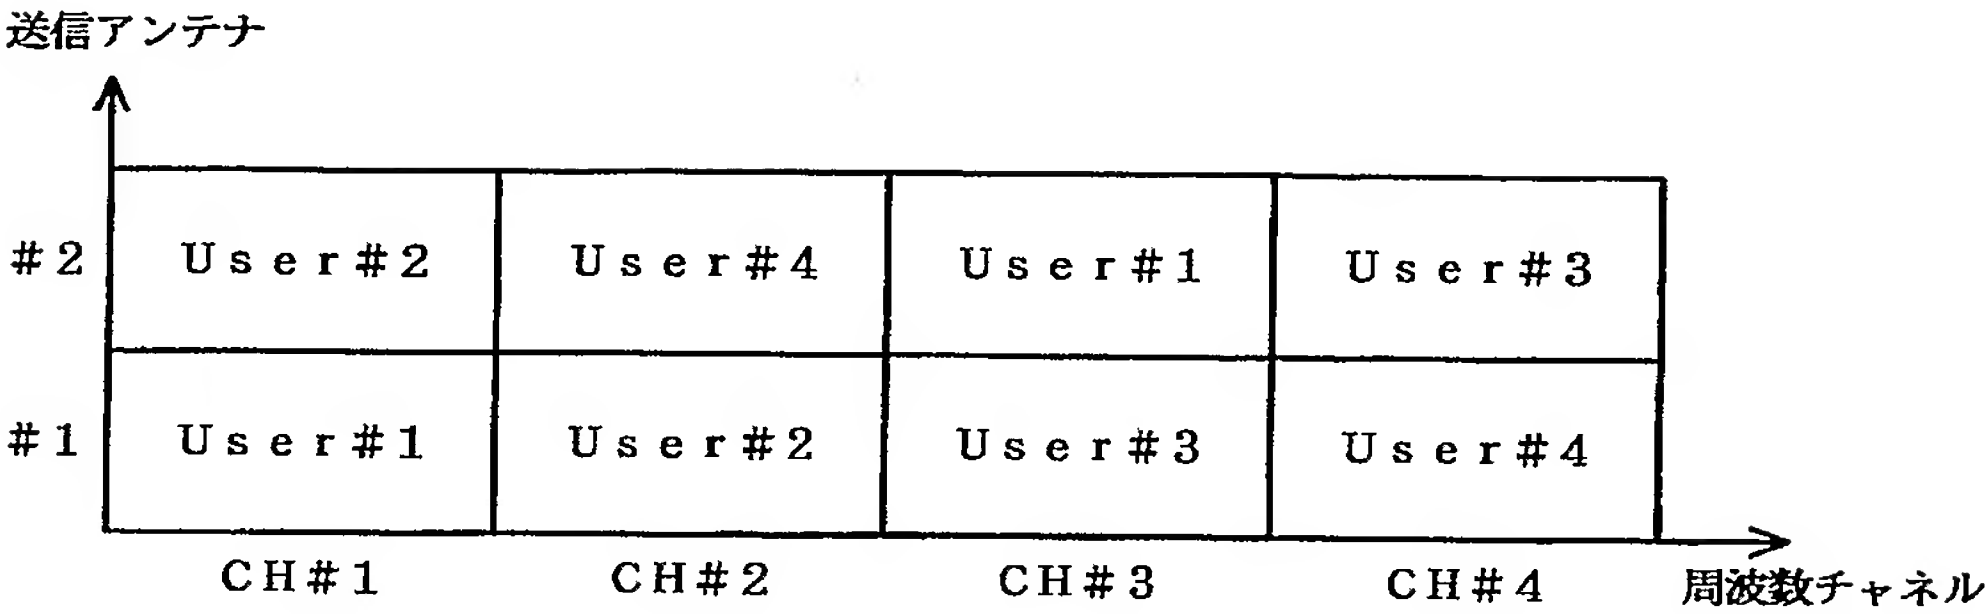 送信アンテナ
#2 User#2 User#4 User#1 User#3
#1 User#1 User#2 User#3 User#4
CH#1 CH#2 CH#3 CH#4 周波数チャネル